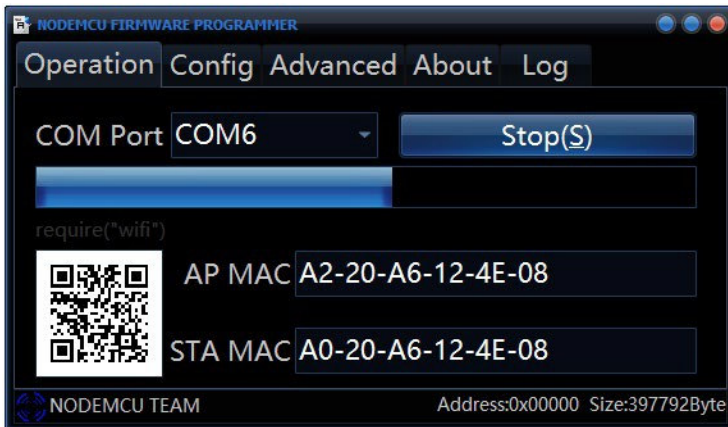 NODEMCU FIRMWARE PROGRAMMER
Operation Config Advanced About Log
COM Port COM6 Stop(S)
require("wifi")
AP MAC A2-20-A6-12-4E-08
STA MAC A0-20-A6-12-4E-08
NODEMCU TEAM Address:0x00000 Size:397792Byte